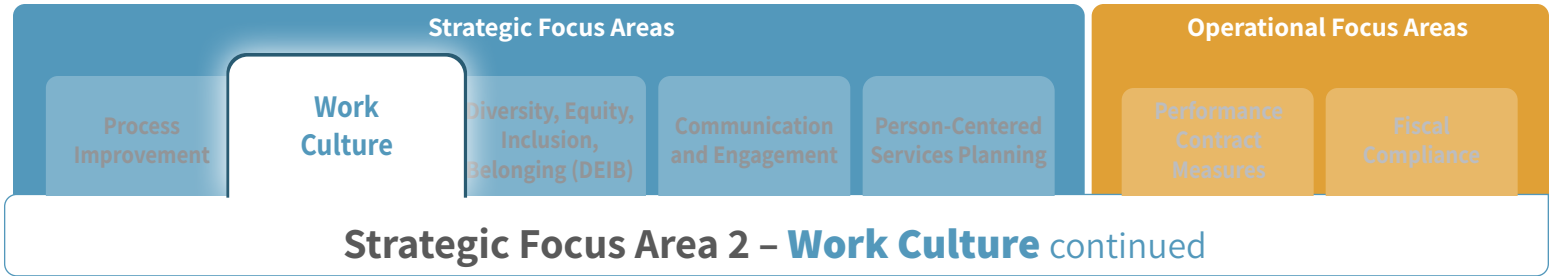 Strategic Focus Areas
Process
Improvement
Work
Culture
Diversity, Equity,
Inclusion,
Belonging (DEIB)
Communication
and Engagement
Person-Centered
Services Planning
Operational Focus Areas
Performance
Contract
Measures
Fiscal
Compliance
Strategic Focus Area 2 – Work Culture continued